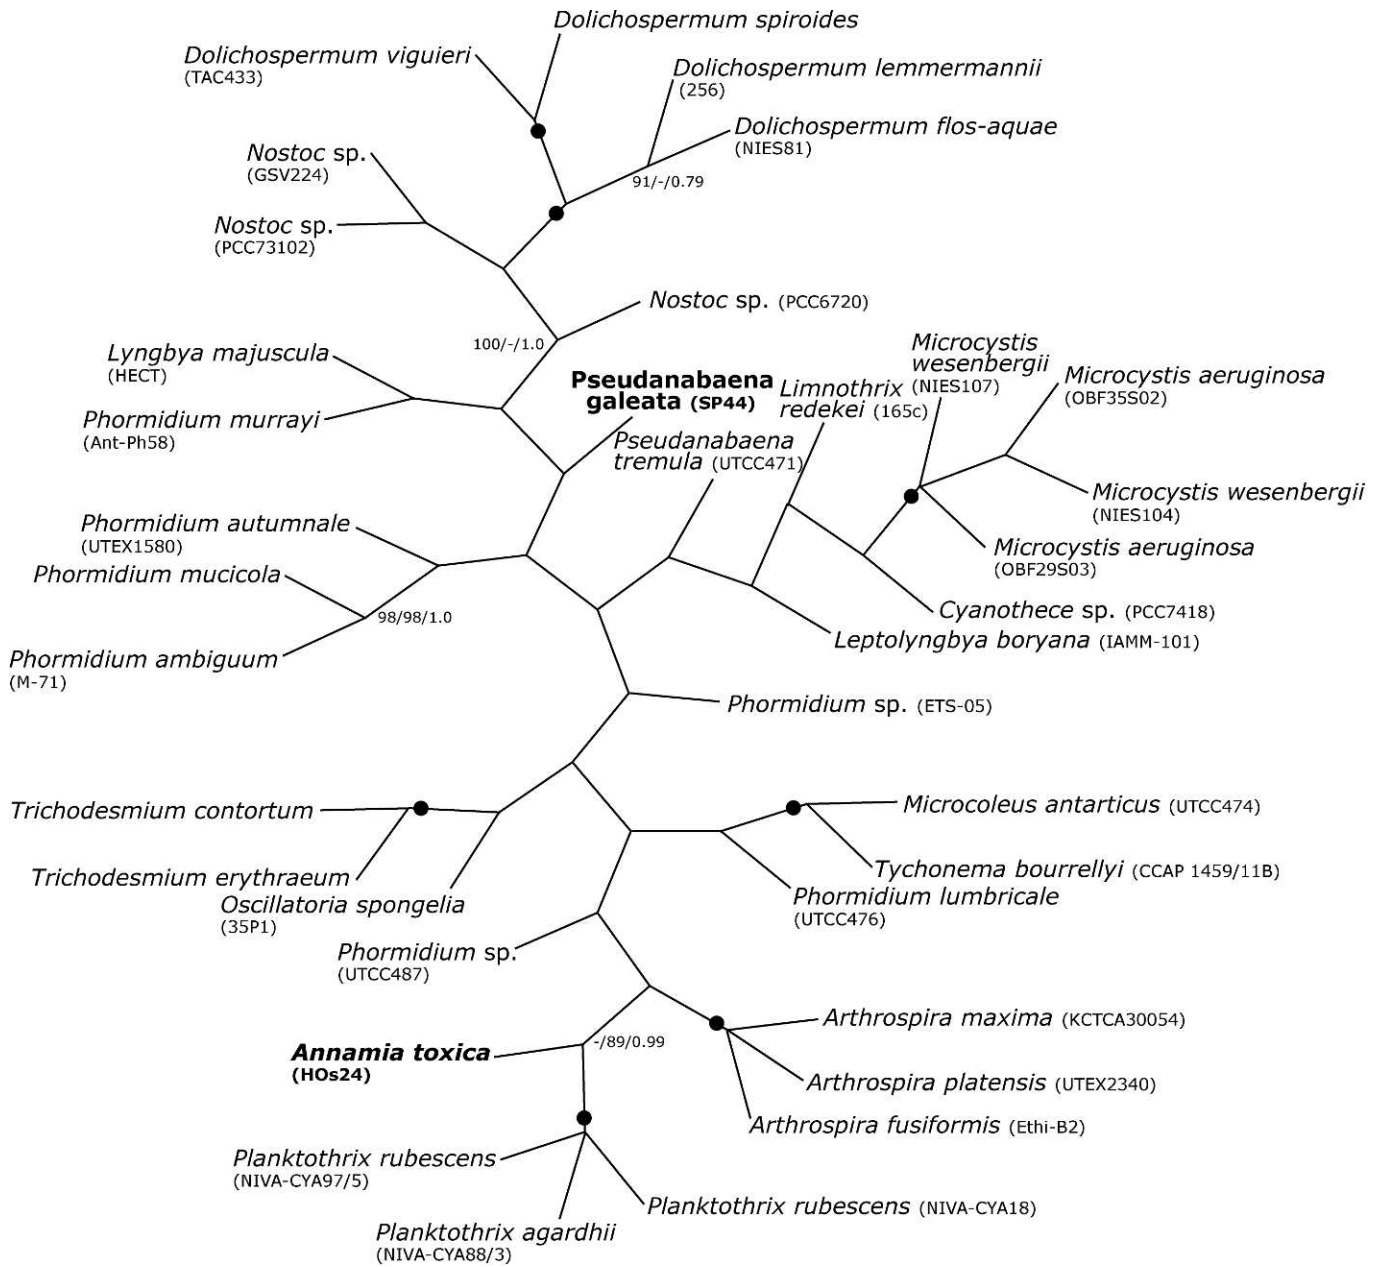 Dolichospermum spiroides
Dolichospermum viguieri
(TAC433)
Dolichospermum lemmermannii
(256)
Dolichospermum flos-aquae
(NIES81)
Nostoc sp.
(GSV224)
91/-/0.79
Nostoc sp.
(PCC73102)
Nostoc sp. (PCC6720)
100/-/1.0
Lyngbya majuscula
(HECT)
Phormidium murrayi
(Ant-Ph58)
Pseudanabaena
galeata (SP44)
Pseudanabaena
tremula (UTCC471)
Limnothrix
redekei (165c)
Microcystis
wesenbergii
(NIES107)
Microcystis aeruginosa
(OBF35S02)
Microcystis wesenbergii
(NIES104)
Microcystis aeruginosa
(OBF29S03)
Cyanothece sp. (PCC7418)
Leptolyngbya boryana (IAMM-101)
Phormidium autumnale
(UTEX1580)
Phormidium mucicola
98/98/1.0
Phormidium ambiguum
(M-71)
Phormidium sp. (ETS-05)
Trichodesmium contortum
Trichodesmium erythraeum
Oscillatoria spongelia
(35P1)
Microcoleus antarticus (UTCC474)
Tychonema bourrellyi (CCAP 1459/11B)
Phormidium lumbricale
(UTCC476)
Phormidium sp.
(UTCC487)
Arthrospira maxima (KCTCA30054)
-/89/0.99
Annamia toxica
(HOs24)
Arthrospira platensis (UTEX2340)
Arthrospira fusiformis (Ethi-B2)
Planktothrix rubescens
(NIVA-CYA97/5)
Planktothrix rubescens (NIVA-CYA18)
Planktothrix agardhii
(NIVA-CYA88/3)